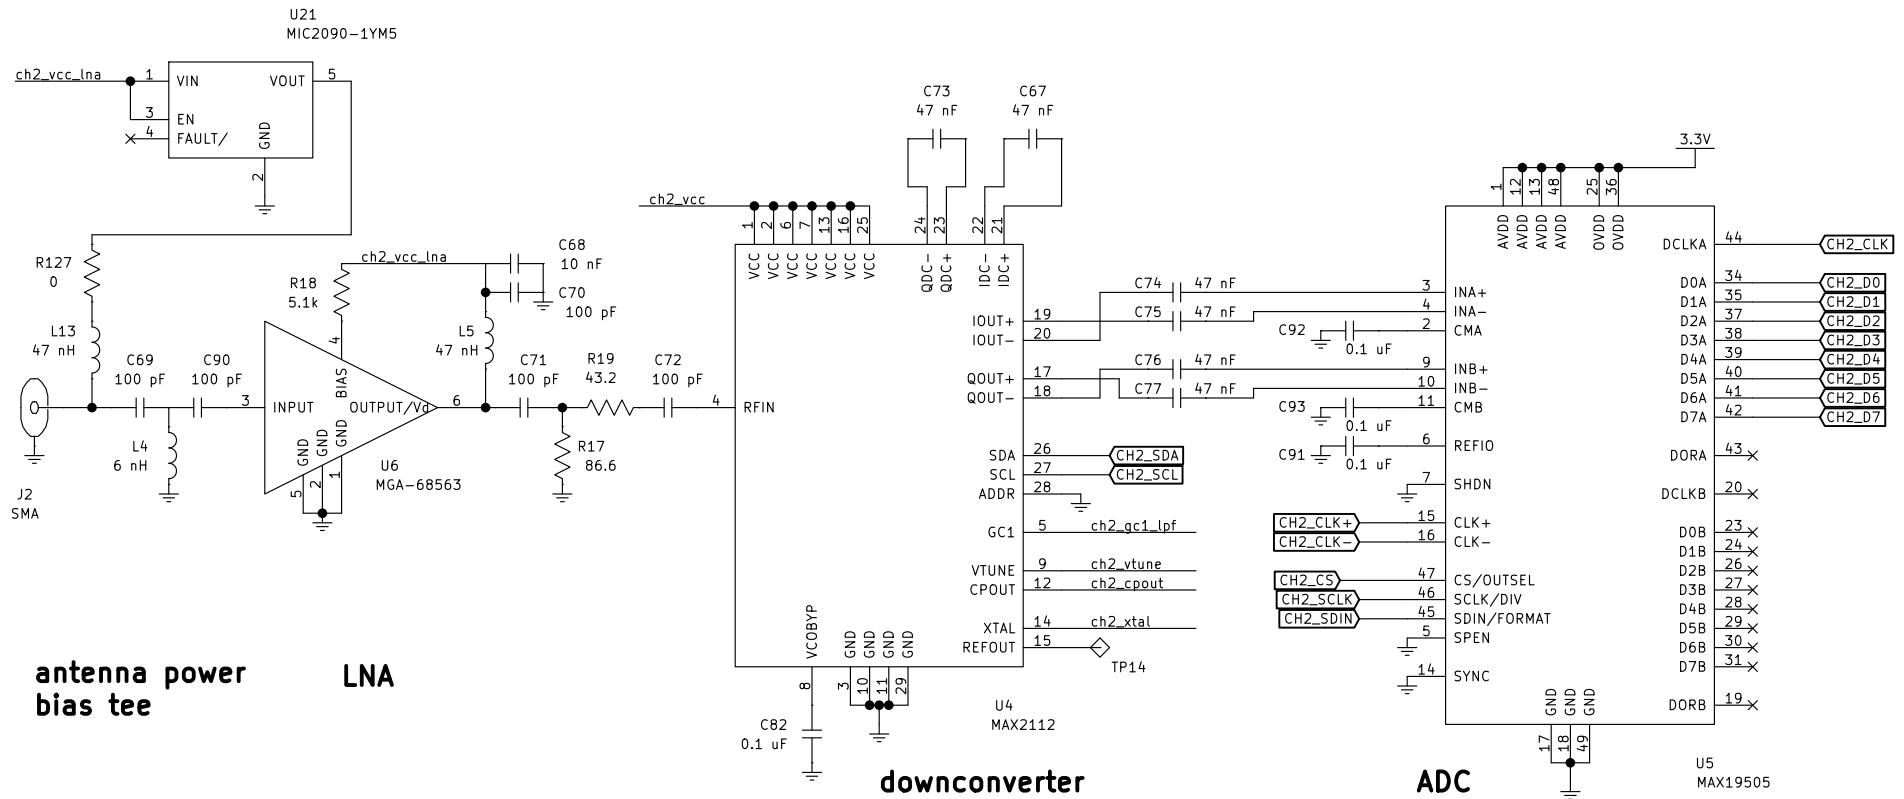 U21
MIC2090-1YM5
ch2_vcc_lna
1
VIN
VOUT
5
3
EN
4
FAULT/
GND
2
R127
0
L13
47 nH
C69
100 pF
C90
100 pF
L4
6 nH
J2
SMA
R18
5.1k
ch2_vcc_lna
C68
10 nF
C70
100 pF
L5
47 nH
4
BIAS
3
INPUT
OUTPUT/Vd
6
GND
GND
GND
5
2
1
U6
MGA-68563
C71
100 pF
R19
43.2
C72
100 pF
R17
86.6
antenna power
bias tee
LNA
ch2_vcc
C73
47 nF
C67
47 nF
1
2
6
7
13
16
25
24
23
22
21
VCC
VCC
VCC
VCC
VCC
VCC
VCC
QDC-
QDC+
IDC-
IDC+
4
RFIN
IOUT+
19
IOUT-
20
QOUT+
17
QOUT-
18
SDA
26
CH2_SDA
SCL
27
CH2_SCL
ADDR
28
GC1
5
ch2_gc1_lpf
VTUNE
9
ch2_vtune
CPOUT
12
ch2_cpout
XTAL
14
ch2_xtal
REFOUT
15
TP14
VCOBYP
GND
GND
GND
GND
8
3
10
11
29
C82
0.1 uF
U4
MAX2112
downconverter
C74
47 nF
C75
47 nF
C76
47 nF
C77
47 nF
C92
0.1 uF
C93
0.1 uF
C91
0.1 uF
3.3V
1
12
13
48
25
36
AVDD
AVDD
AVDD
AVDD
OVDD
OVDD
3
INA+
4
INA-
2
CMA
9
INB+
10
INB-
11
CMB
6
REFIO
7
SHDN
CH2_CLK+
15
CLK+
CH2_CLK-
16
CLK-
CH2_CS
47
CS/OUTSEL
CH2_SCLK
46
SCLK/DIV
CH2_SDIN
45
SDIN/FORMAT
5
SPEN
14
SYNC
DCLKA
44
CH2_CLK
D0A
34
CH2_D0
D1A
35
CH2_D1
D2A
37
CH2_D2
D3A
38
CH2_D3
D4A
39
CH2_D4
D5A
40
CH2_D5
D6A
41
CH2_D6
D7A
42
CH2_D7
DORA
43
DCLKB
20
D0B
23
D1B
24
D2B
26
D3B
27
D4B
28
D5B
29
D6B
30
D7B
31
DORB
19
GND
GND
GND
17
18
49
U5
MAX19505
ADC